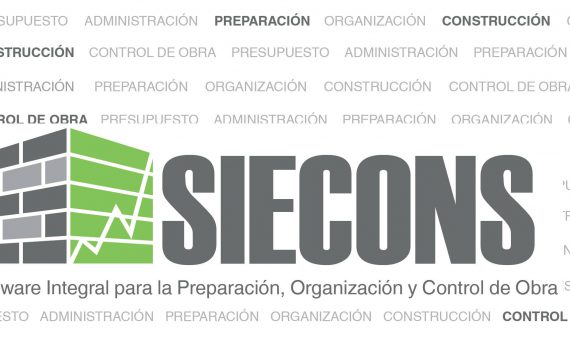 SUPUESTO ADMINISTRACIÓN PREPARACIÓN ORGANIZACIÓN CONSTRUCCIÓN
STRUCCIÓN CONTROL DE OBRA PRESUPUESTO ADMINISTRACIÓN PREPARACIÓN
NISTRACIÓN PREPARACIÓN ORGANIZACIÓN CONSTRUCCIÓN CONTROL DE OBRA
ROL DE OBRA PRESUPUESTO ADMINISTRACIÓN PREPARACIÓN ORGANIZACIÓN
SIECONS
ware Integral para la Preparación, Organización y Control de Obra
ESTO ADMINISTRACIÓN PREPARACIÓN ORGANIZACIÓN CONSTRUCCIÓN CONTROL